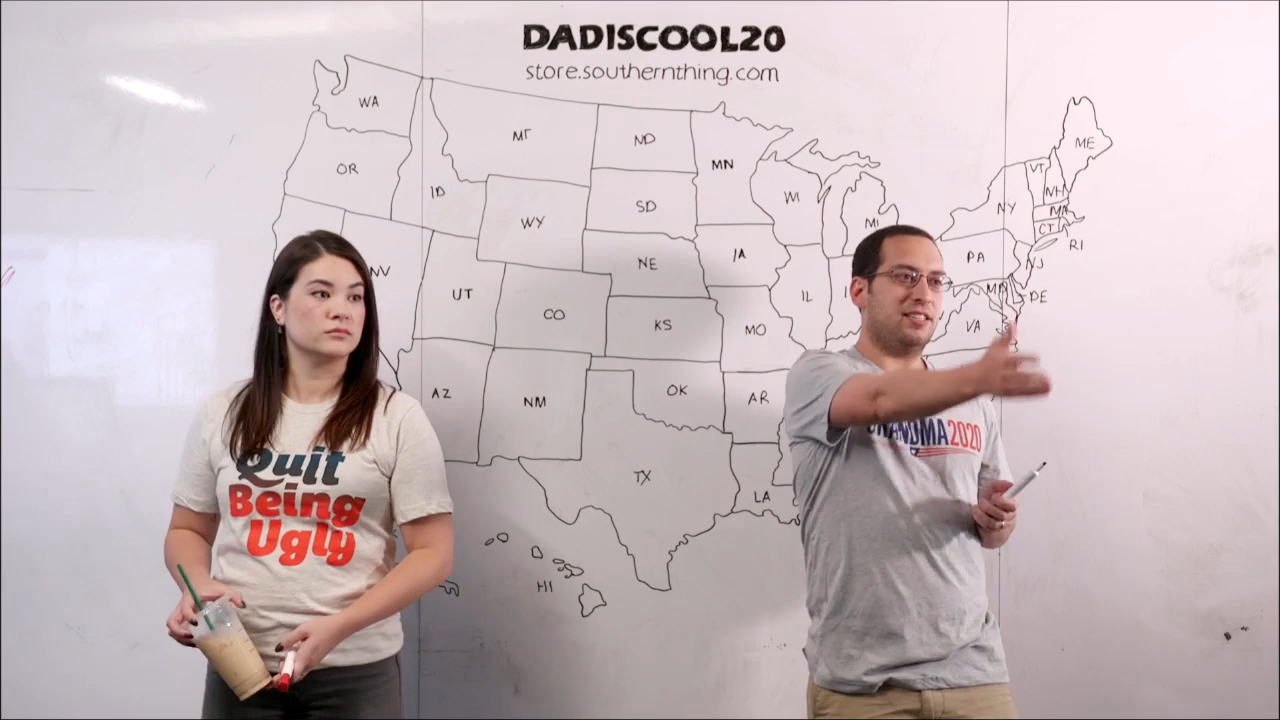 DADISCOOL20
store.southernthing.com
WA
MT
ND
MN
ME
OR
ID
WY
SD
WI
MI
NY
VT
NH
MA
CT
RI
NV
UT
CO
NE
IA
IL
PA
NJ
MD
DE
KS
MO
VA
AZ
NM
OK
AR
TX
LA
HI
Quit
Being
Ugly
GRANDMA 2020